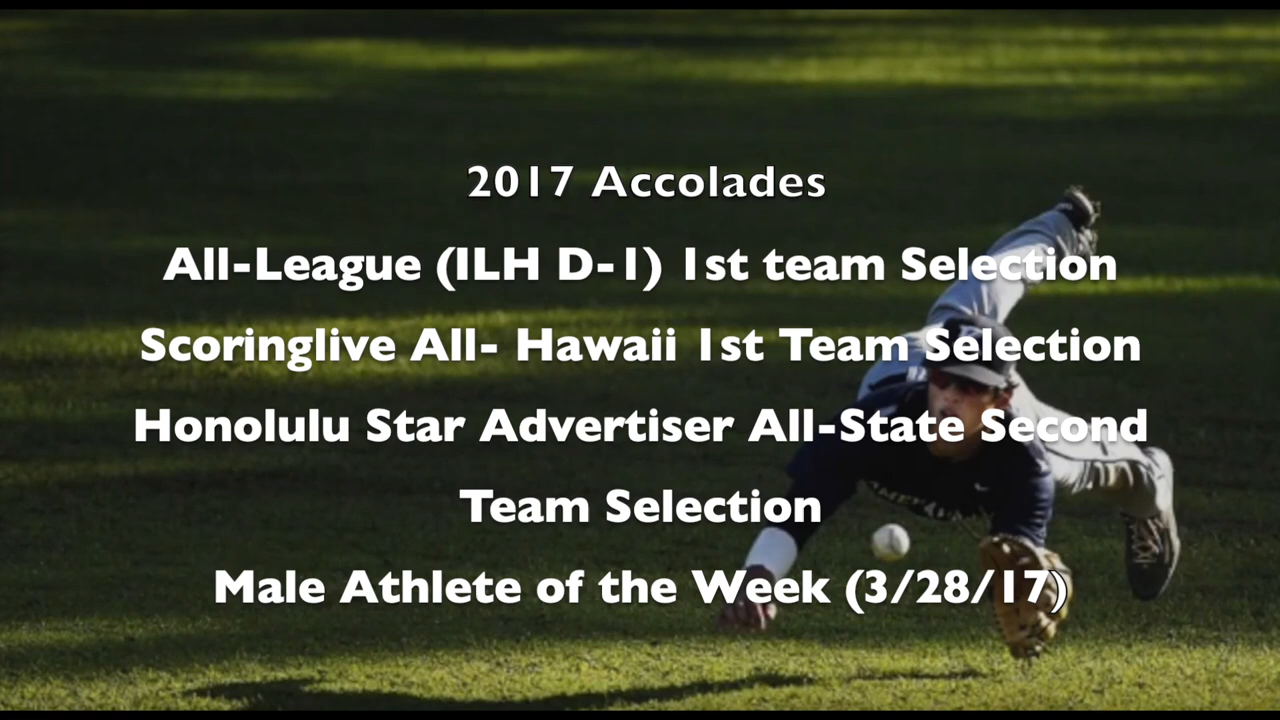 2017 Accolades
All-League (ILH D-1) 1st team Selection
Scoringlive All- Hawaii 1st Team Selection
Honolulu Star Advertiser All-State Second
Team Selection
Male Athlete of the Week (3/28/17)